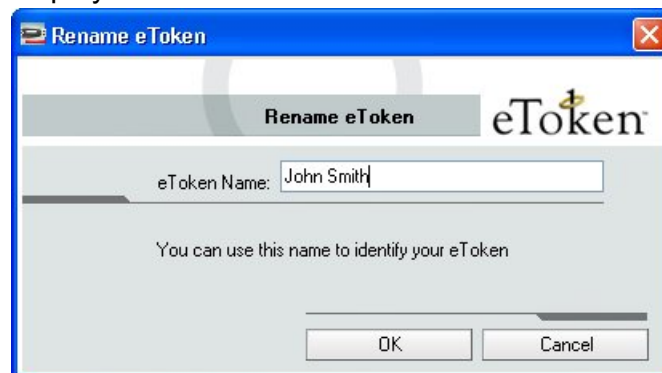 Rename eToken
Rename eToken
eToken
eToken Name: John Smith
You can use this name to identify your eToken
OK Cancel